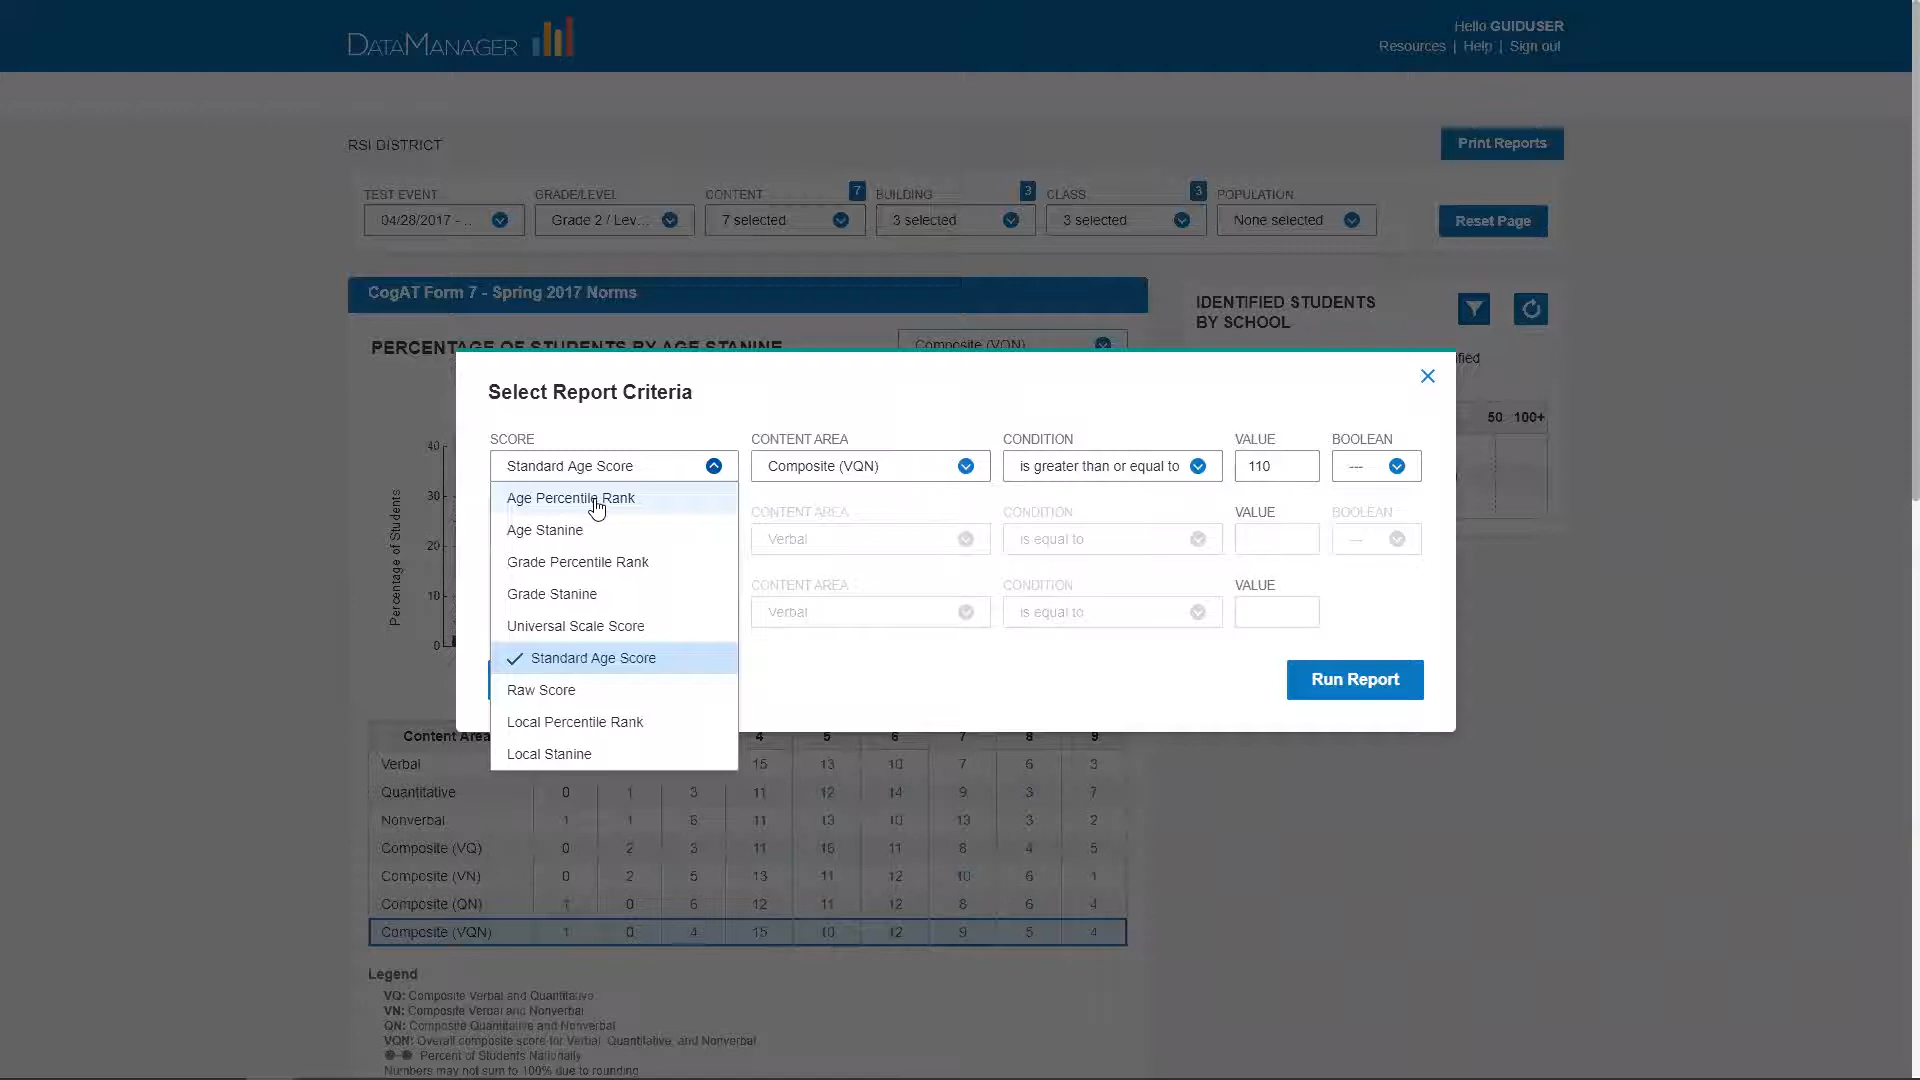 DATAMANAGER
Hello GUIDUSER
Resources | Help | Sign out
RSI DISTRICT
Print Reports
TEST EVENT
GRADE/LEVEL
CONTENT
7
BUILDING
3
CLASS
3
POPULATION
04/28/2017 - ...
Grade 2 / Lev...
7 selected
3 selected
3 selected
None selected
Reset Page
CogAT Form 7 - Spring 2017 Norms
IDENTIFIED STUDENTS
BY SCHOOL
PERCENTAGE OF STUDENTS BY AGE STANINE
Composite (VQN)
50 100+
Select Report Criteria
SCORE
CONTENT AREA
CONDITION
VALUE
BOOLEAN
Standard Age Score
Composite (VQN)
is greater than or equal to
110
---
Age Percentile Rank
Age Stanine
Grade Percentile Rank
Grade Stanine
Universal Scale Score
Standard Age Score
Raw Score
Local Percentile Rank
Local Stanine
CONTENT AREA
CONDITION
VALUE
BOOLEAN
Verbal
is equal to
---
CONTENT AREA
CONDITION
VALUE
Verbal
is equal to
Run Report
Percentage of Students
40
30
20
10
0
Content Area 4 5 6 7 8 9
Verbal 15 13 10 7 6 3
Quantitative 0 1 3 11 12 14 9 3 7
Nonverbal 1 1 6 11 13 10 13 3 2
Composite (VQ) 0 2 3 11 16 11 8 4 5
Composite (VN) 0 2 5 13 11 12 10 6 1
Composite (QN) 1 0 6 12 11 12 8 6 4
Composite (VQN) 1 0 4 15 10 12 9 5 4
Legend
VQ: Composite Verbal and Quantitative
VN: Composite Verbal and Nonverbal
QN: Composite Quantitative and Nonverbal
VQN: Overall composite score for Verbal, Quantitative, and Nonverbal
Percent of Students Nationally
Numbers may not sum to 100% due to rounding